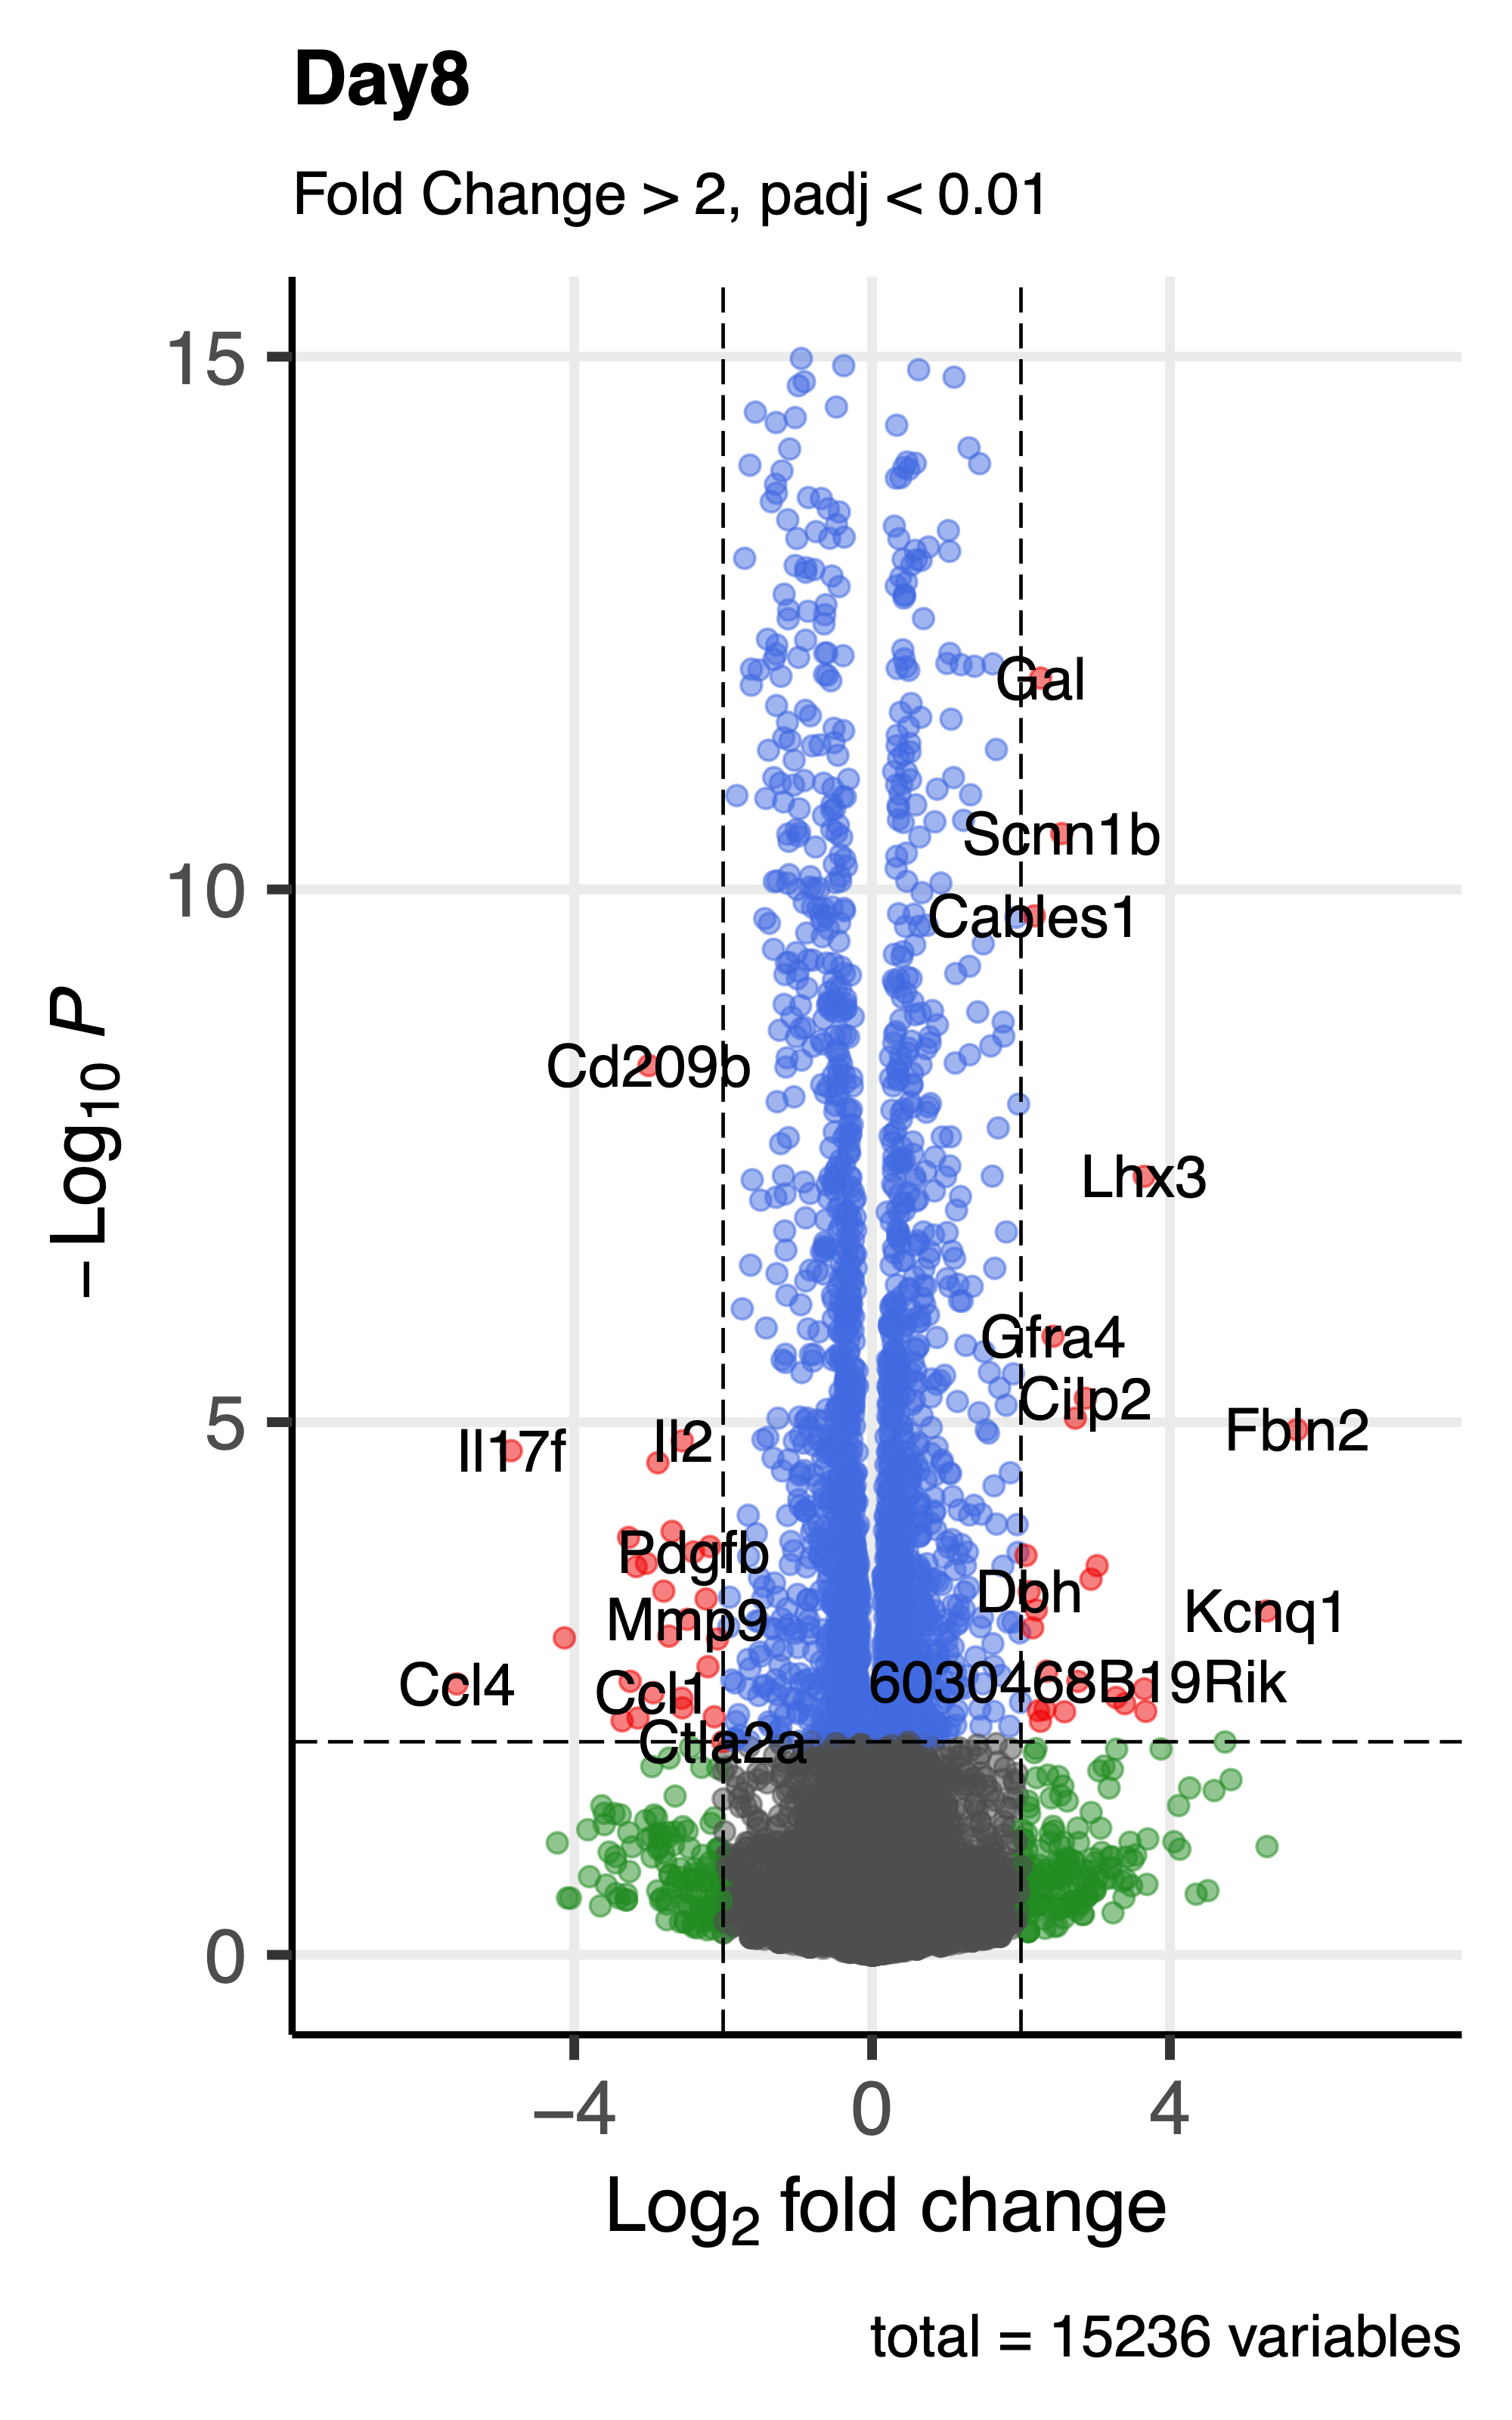 Day8
Fold Change > 2, padj < 0.01
15
10
5
0
− Log10 P
Gal
Scnn1b
Cables1
Cd209b
Lhx3
Gfra4
Cilp2
Fbln2
Il17f
Il2
Pdgfb
Dbh
Kcnq1
Mmp9
6030468B19Rik
Ccl4
Ccl1
Ctla2a
−4
0
4
Log2 fold change
total = 15236 variables